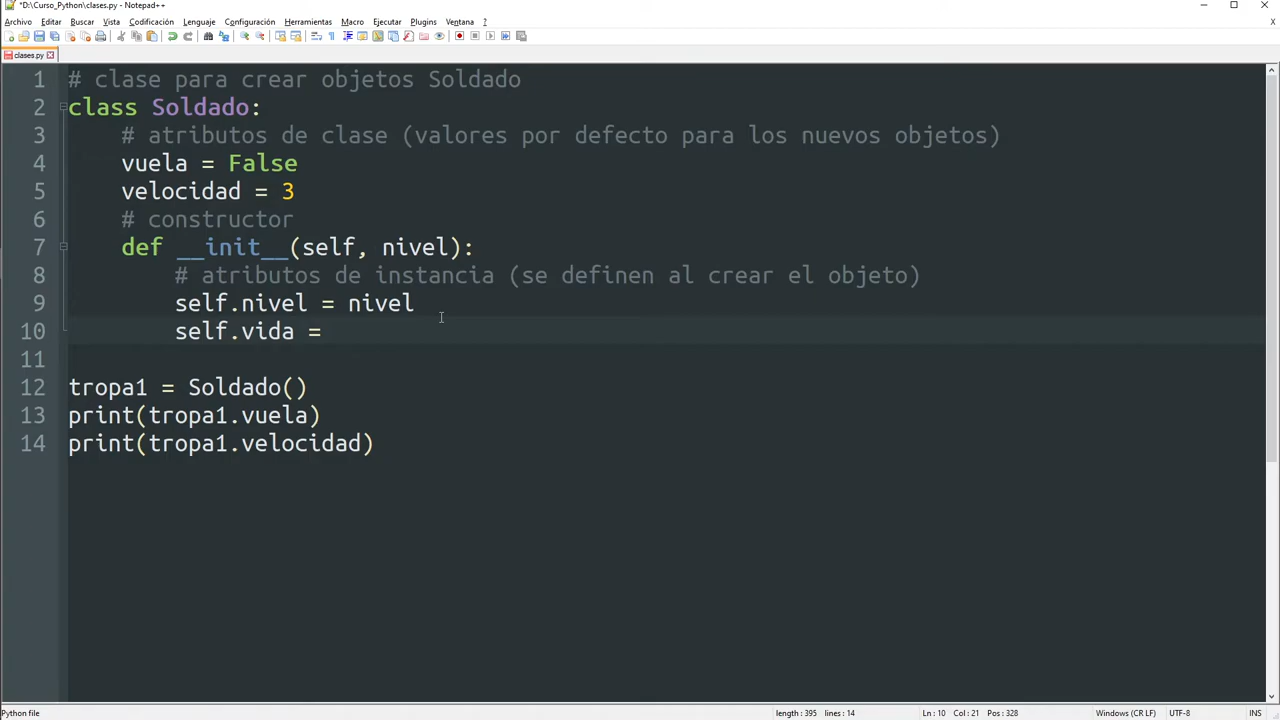 *D:\Curso_Python\clases.py - Notepad++
Archivo Editar Buscar Vista Codificación Lenguaje Configuración Herramientas Macro Ejecutar Plugins Ventana ?
X
clases.py
1 # clase para crear objetos Soldado
2 class Soldado:
3     # atributos de clase (valores por defecto para los nuevos objetos)
4     vuela = False
5     velocidad = 3
6     # constructor
7     def __init__(self, nivel):
8         # atributos de instancia (se definen al crear el objeto)
9         self.nivel = nivel
10         self.vida =
11
12 tropa1 = Soldado()
13 print(tropa1.vuela)
14 print(tropa1.velocidad)
Python file length : 395 lines : 14 Ln : 10 Col : 21 Pos : 328 Windows (CR LF) UTF-8 INS